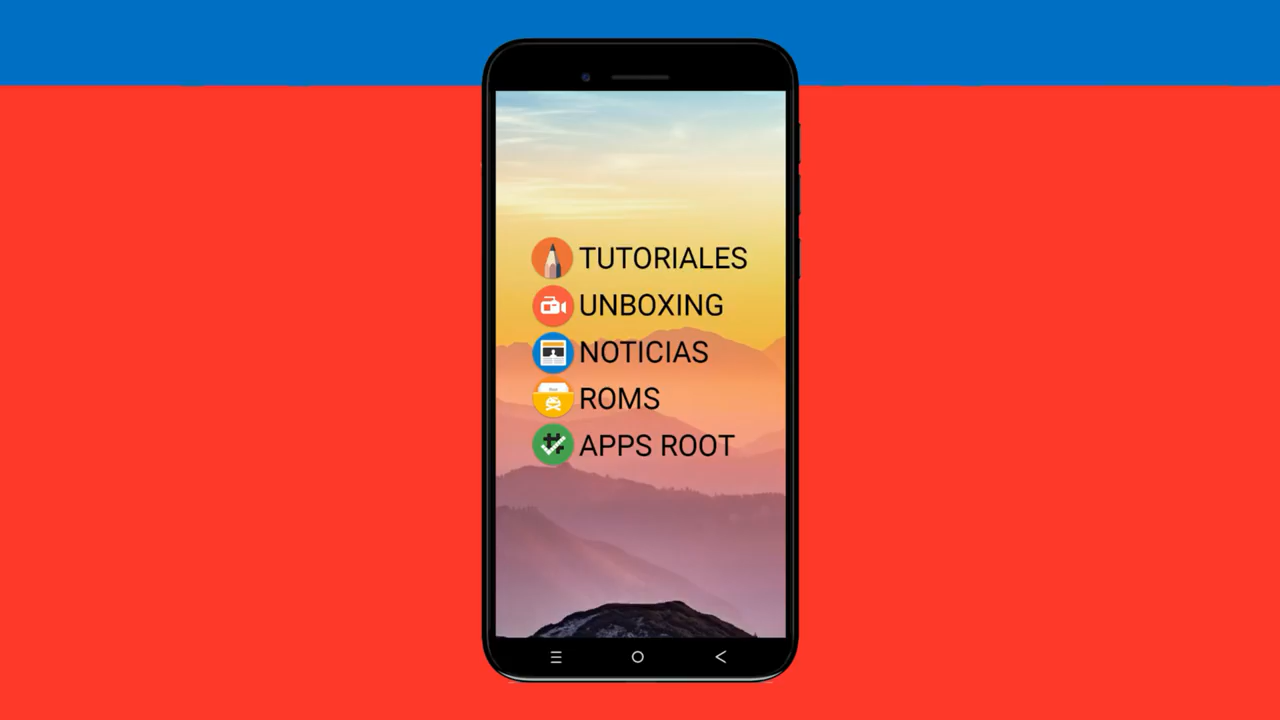 TUTORIALES
UNBOXING
NOTICIAS
ROMS
APPS ROOT